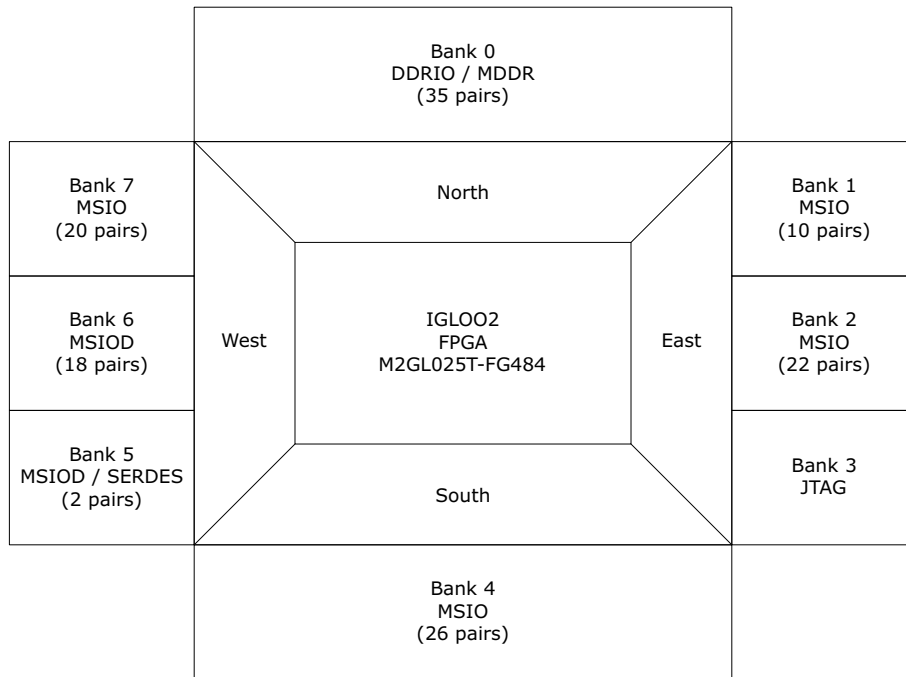 Bank 0
DDRIO / MDDR
(35 pairs)
Bank 7
MSIO
(20 pairs)
North
Bank 1
MSIO
(10 pairs)
Bank 6
MSIOD
(18 pairs)
West
IGLOO2
FPGA
M2GL025T-FG484
East
Bank 2
MSIO
(22 pairs)
Bank 5
MSIOD / SERDES
(2 pairs)
South
Bank 3
JTAG
Bank 4
MSIO
(26 pairs)